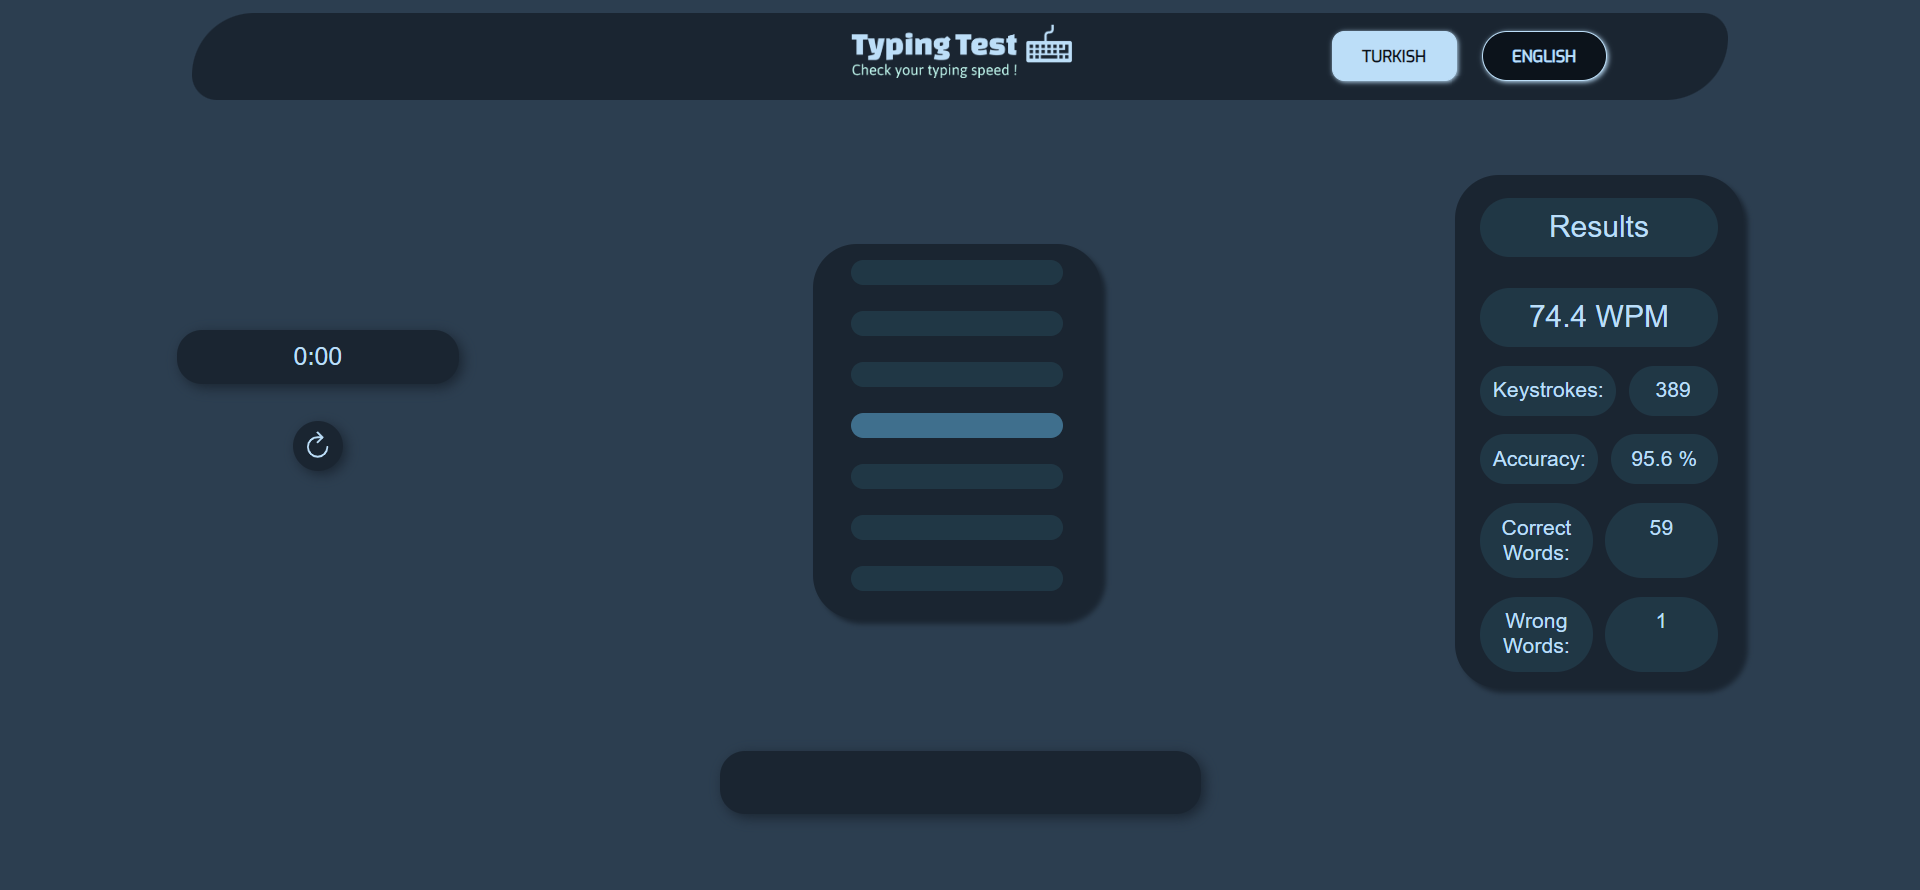 Typing Test
Check your typing speed !
TURKISH
ENGLISH
0:00
Results
74.4 WPM
Keystrokes: 389
Accuracy: 95.6 %
Correct
Words:
59
Wrong
Words:
1